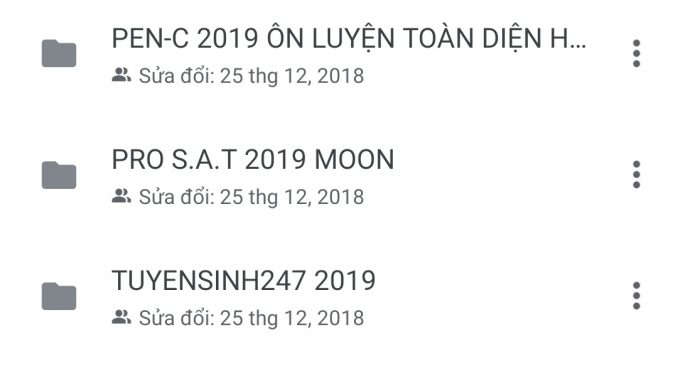 PEN-C 2019 ÔN LUYỆN TOÀN DIỆN H...
Sửa đổi: 25 thg 12, 2018
PRO S.A.T 2019 MOON
Sửa đổi: 25 thg 12, 2018
TUYENSINH247 2019
Sửa đổi: 25 thg 12, 2018